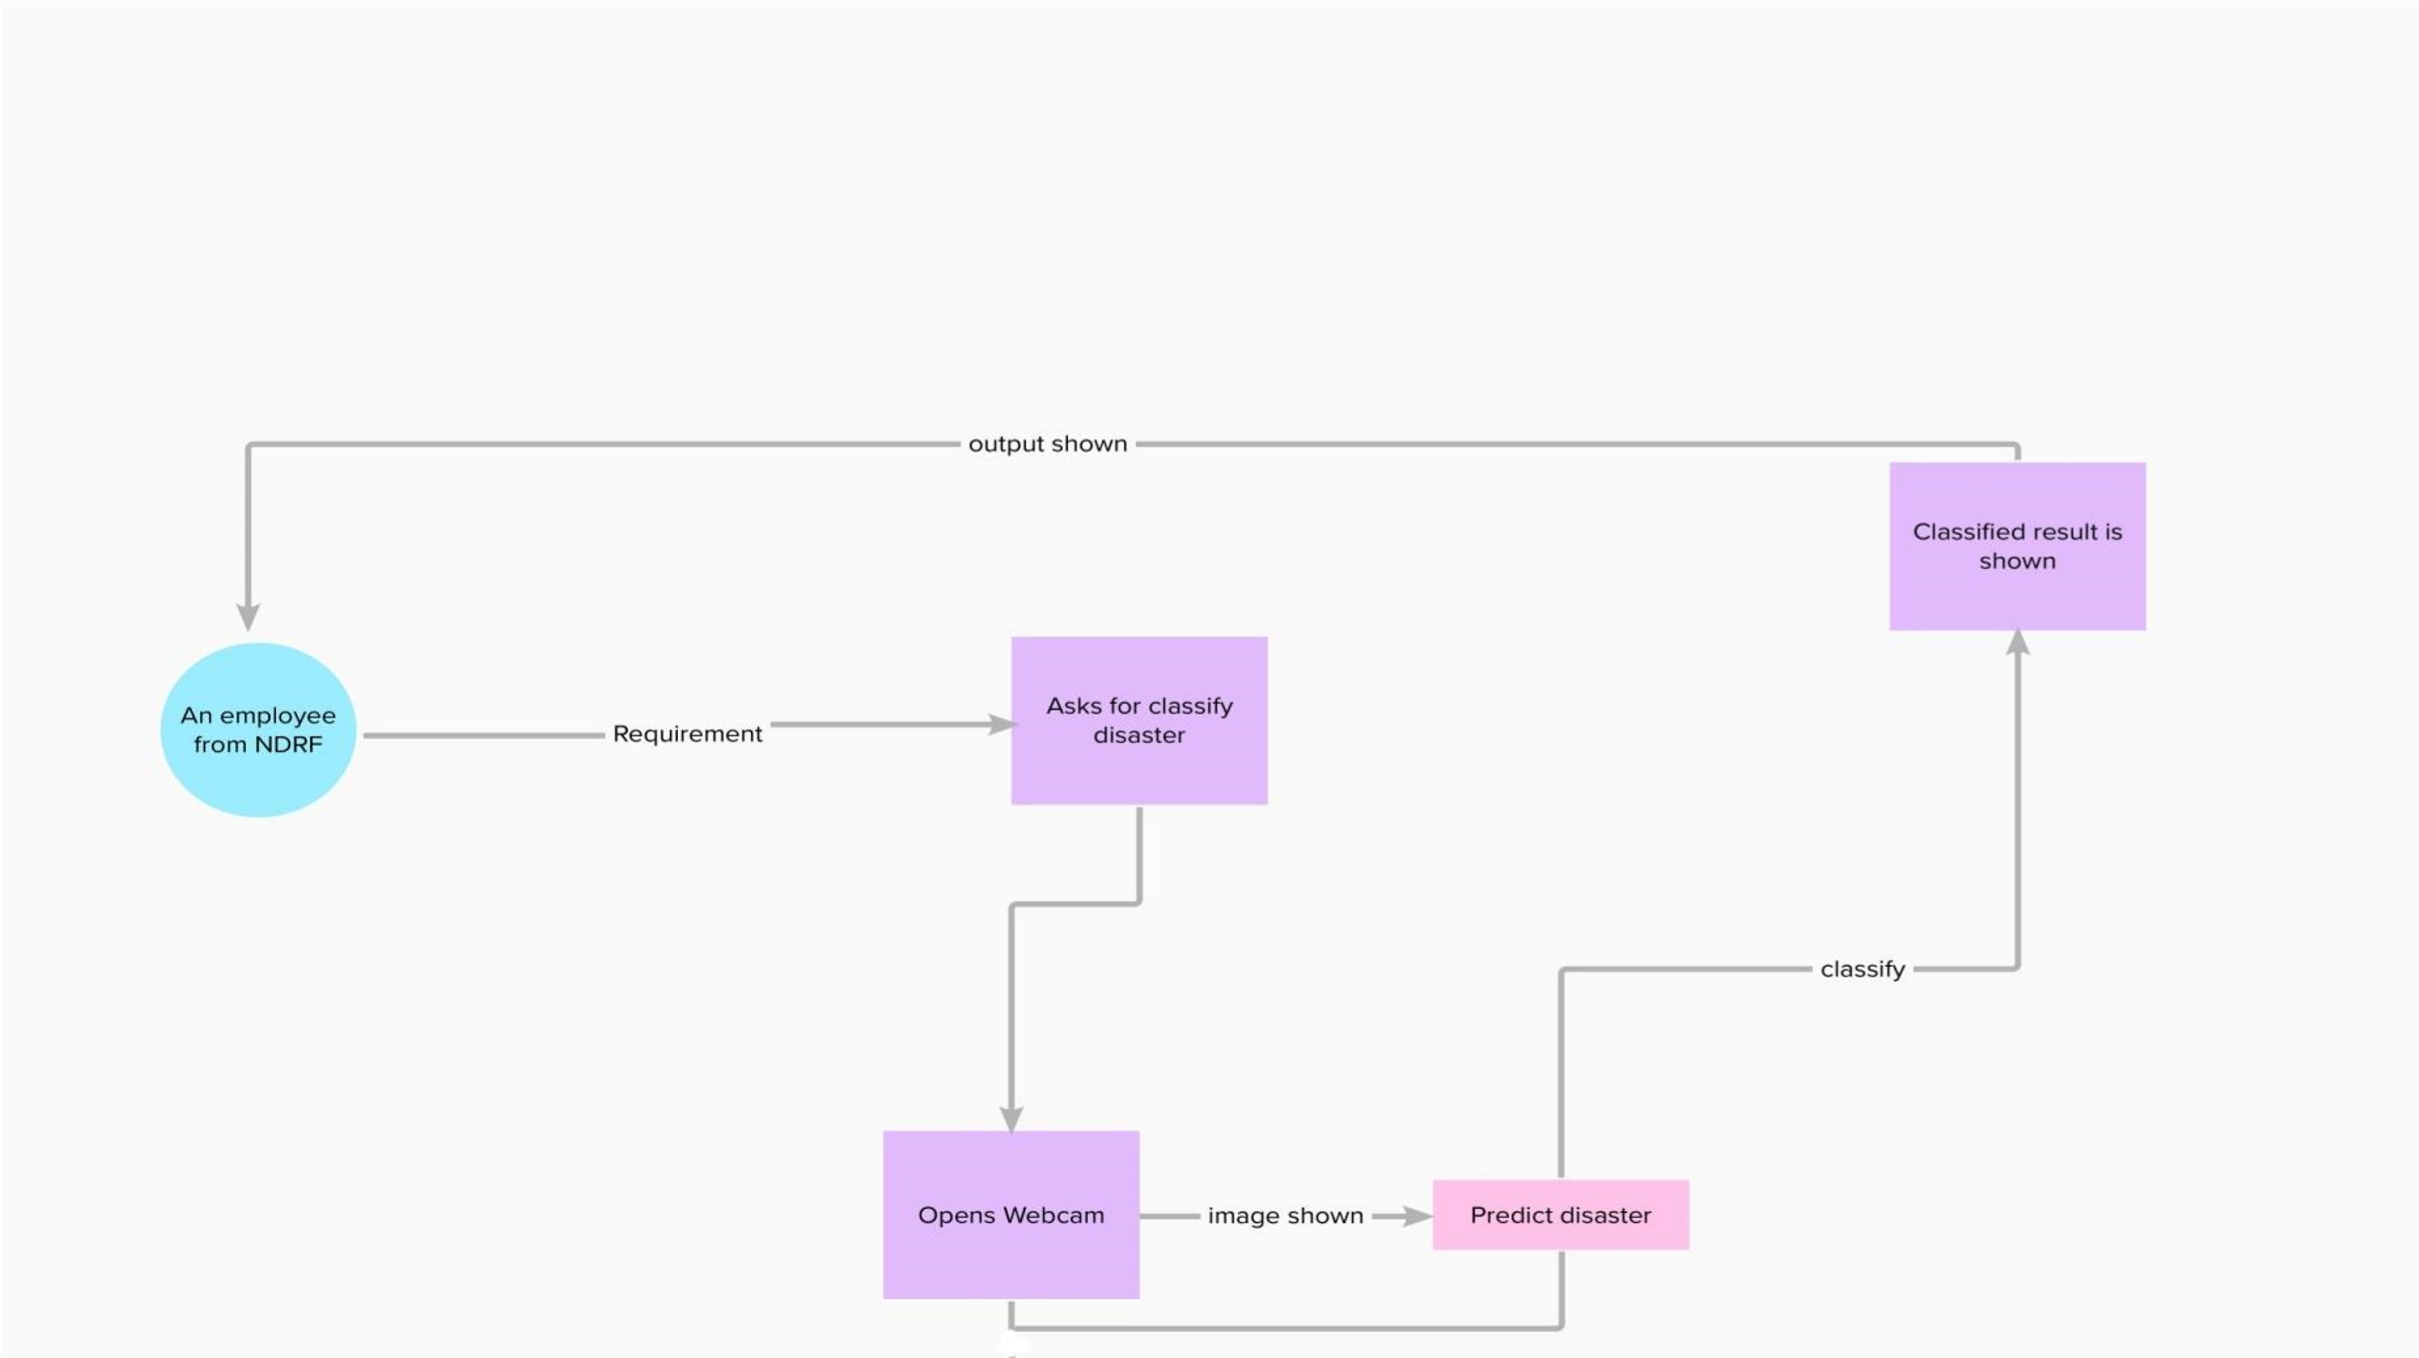 output shown
Classified result is
shown
An employee
from NDRF
Requirement
Asks for classify
disaster
classify
Opens Webcam
image shown
Predict disaster